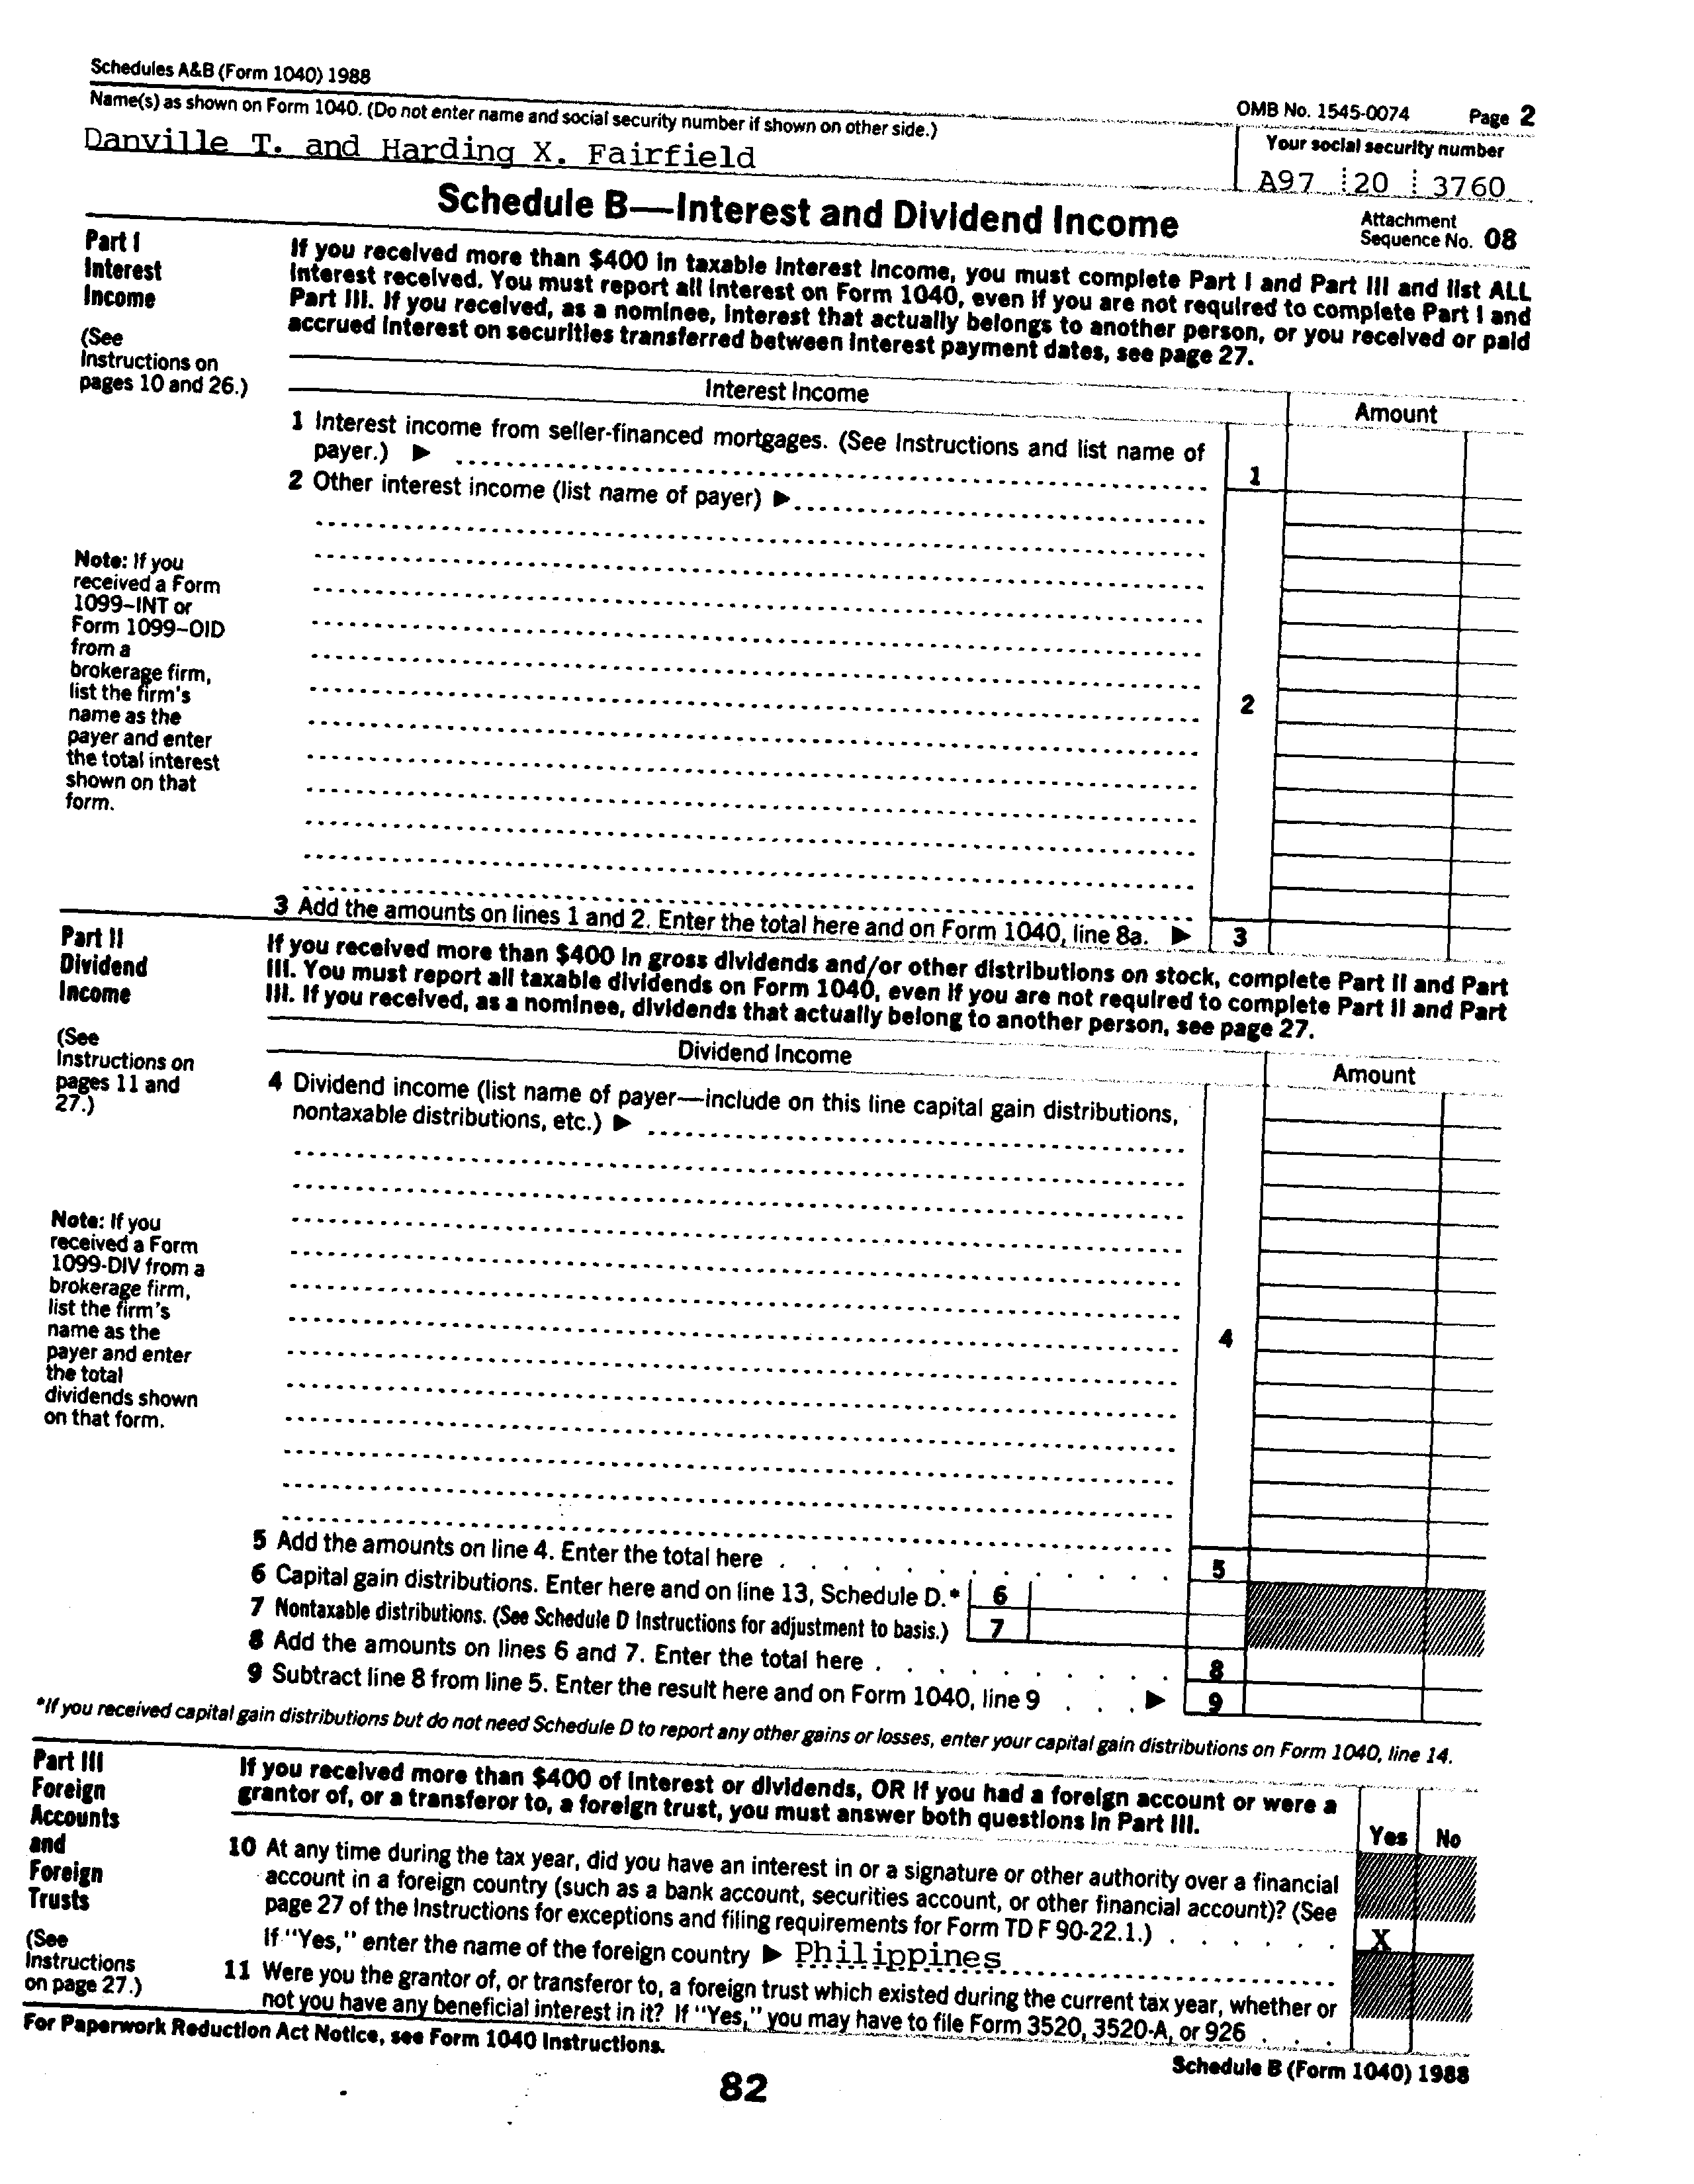 Schedules A&B (Form 1040) 1988
OMB No. 1545-0074 Page 2
Name(s) as shown on Form 1040. (Do not enter name and social security number if shown on other side.)
Your social security number
Danville T. and Harding X. Fairfield
A97 20 3760
Schedule B—Interest and Dividend Income
Attachment
Sequence No. 08
Part I
Interest
Income
(See
Instructions on
pages 10 and 26.)
If you received more than $400 in taxable interest income, you must complete Part I and Part III and list ALL
interest received. You must report all interest on Form 1040, even if you are not required to complete Part I and
Part III. If you received, as a nominee, interest that actually belongs to another person, or you received or paid
accrued interest on securities transferred between interest payment dates, see page 27.
Interest Income
Amount
1 Interest income from seller-financed mortgages. (See Instructions and list name of
payer.) ▶
1
2 Other interest income (list name of payer) ▶
Note: If you
received a Form
1099–INT or
Form 1099–OID
from a
brokerage firm,
list the firm's
name as the
payer and enter
the total interest
shown on that
form.
2
3 Add the amounts on lines 1 and 2. Enter the total here and on Form 1040, line 8a. ▶ 3
Part II
Dividend
Income
(See
Instructions on
pages 11 and
27.)
If you received more than $400 in gross dividends and/or other distributions on stock, complete Part II and Part
III. You must report all taxable dividends on Form 1040, even if you are not required to complete Part II and Part
III. If you received, as a nominee, dividends that actually belong to another person, see page 27.
Dividend Income
Amount
4 Dividend income (list name of payer—include on this line capital gain distributions,
nontaxable distributions, etc.) ▶
Note: If you
received a Form
1099-DIV from a
brokerage firm,
list the firm's
name as the
payer and enter
the total
dividends shown
on that form.
4
5 Add the amounts on line 4. Enter the total here . . . . . . . . . . . . 5
6 Capital gain distributions. Enter here and on line 13, Schedule D.* 6
7 Nontaxable distributions. (See Schedule D Instructions for adjustment to basis.) 7
8 Add the amounts on lines 6 and 7. Enter the total here . . . . . . . . . . 8
9 Subtract line 8 from line 5. Enter the result here and on Form 1040, line 9 . . . ▶ 9
*If you received capital gain distributions but do not need Schedule D to report any other gains or losses, enter your capital gain distributions on Form 1040, line 14.
Part III
Foreign
Accounts
and
Foreign
Trusts
(See
Instructions
on page 27.)
If you received more than $400 of interest or dividends, OR if you had a foreign account or were a
grantor of, or a transferor to, a foreign trust, you must answer both questions in Part III.
Yes No
10 At any time during the tax year, did you have an interest in or a signature or other authority over a financial
account in a foreign country (such as a bank account, securities account, or other financial account)? (See
page 27 of the Instructions for exceptions and filing requirements for Form TD F 90-22.1.) . . . . . . X
If "Yes," enter the name of the foreign country ▶ Philippines
11 Were you the grantor of, or transferor to, a foreign trust which existed during the current tax year, whether or
not you have any beneficial interest in it? If "Yes," you may have to file Form 3520, 3520-A, or 926 . . .
For Paperwork Reduction Act Notice, see Form 1040 Instructions.
Schedule B (Form 1040) 1988
82